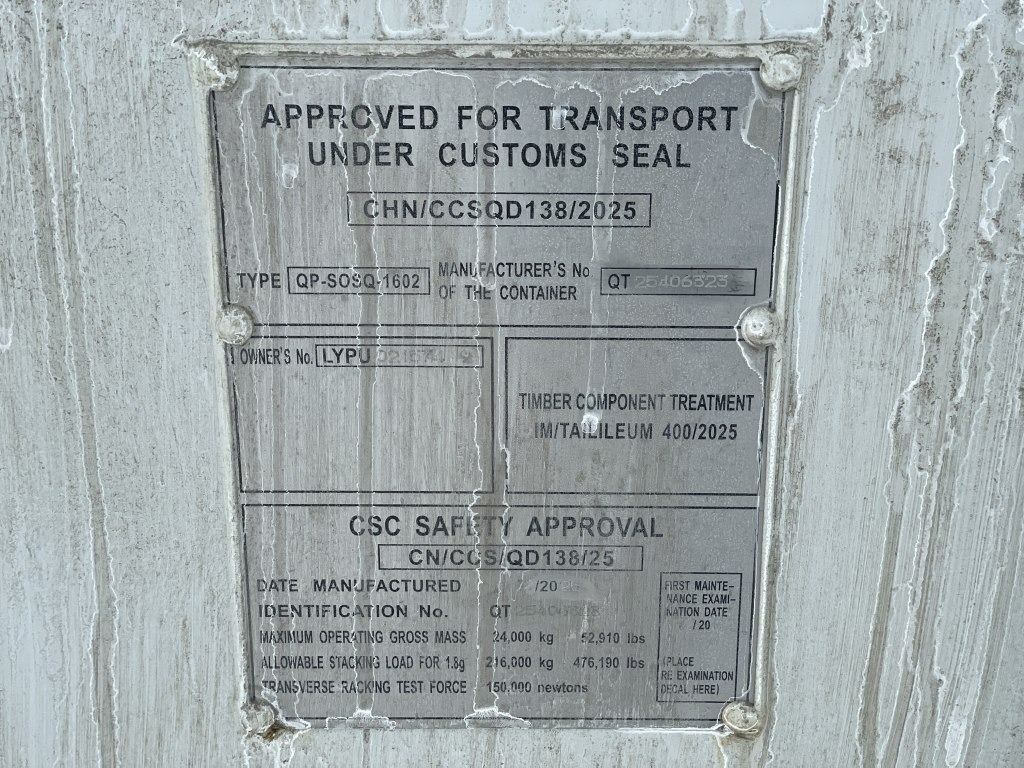 APPROVED FOR TRANSPORT
UNDER CUSTOMS SEAL
CHN/CCSQD138/2025
TYPE QP-SOSQ-1602 MANUFACTURER'S No
OF THE CONTAINER QT 25406323
OWNER'S No. LYPU
TIMBER COMPONENT TREATMENT
IM/TAILILEUM 400/2025
CSC SAFETY APPROVAL
CN/CCS/QD138/25
DATE MANUFACTURED /20
IDENTIFICATION No. QT
MAXIMUM OPERATING GROSS MASS 24,000 kg 52,910 lbs
ALLOWABLE STACKING LOAD FOR 1.8g 216,000 kg 476,190 lbs
TRANSVERSE RACKING TEST FORCE 150,000 newtons
FIRST MAINTE-
NANCE EXAMI-
NATION DATE
/20
(PLACE
RE EXAMINATION
DECAL HERE)